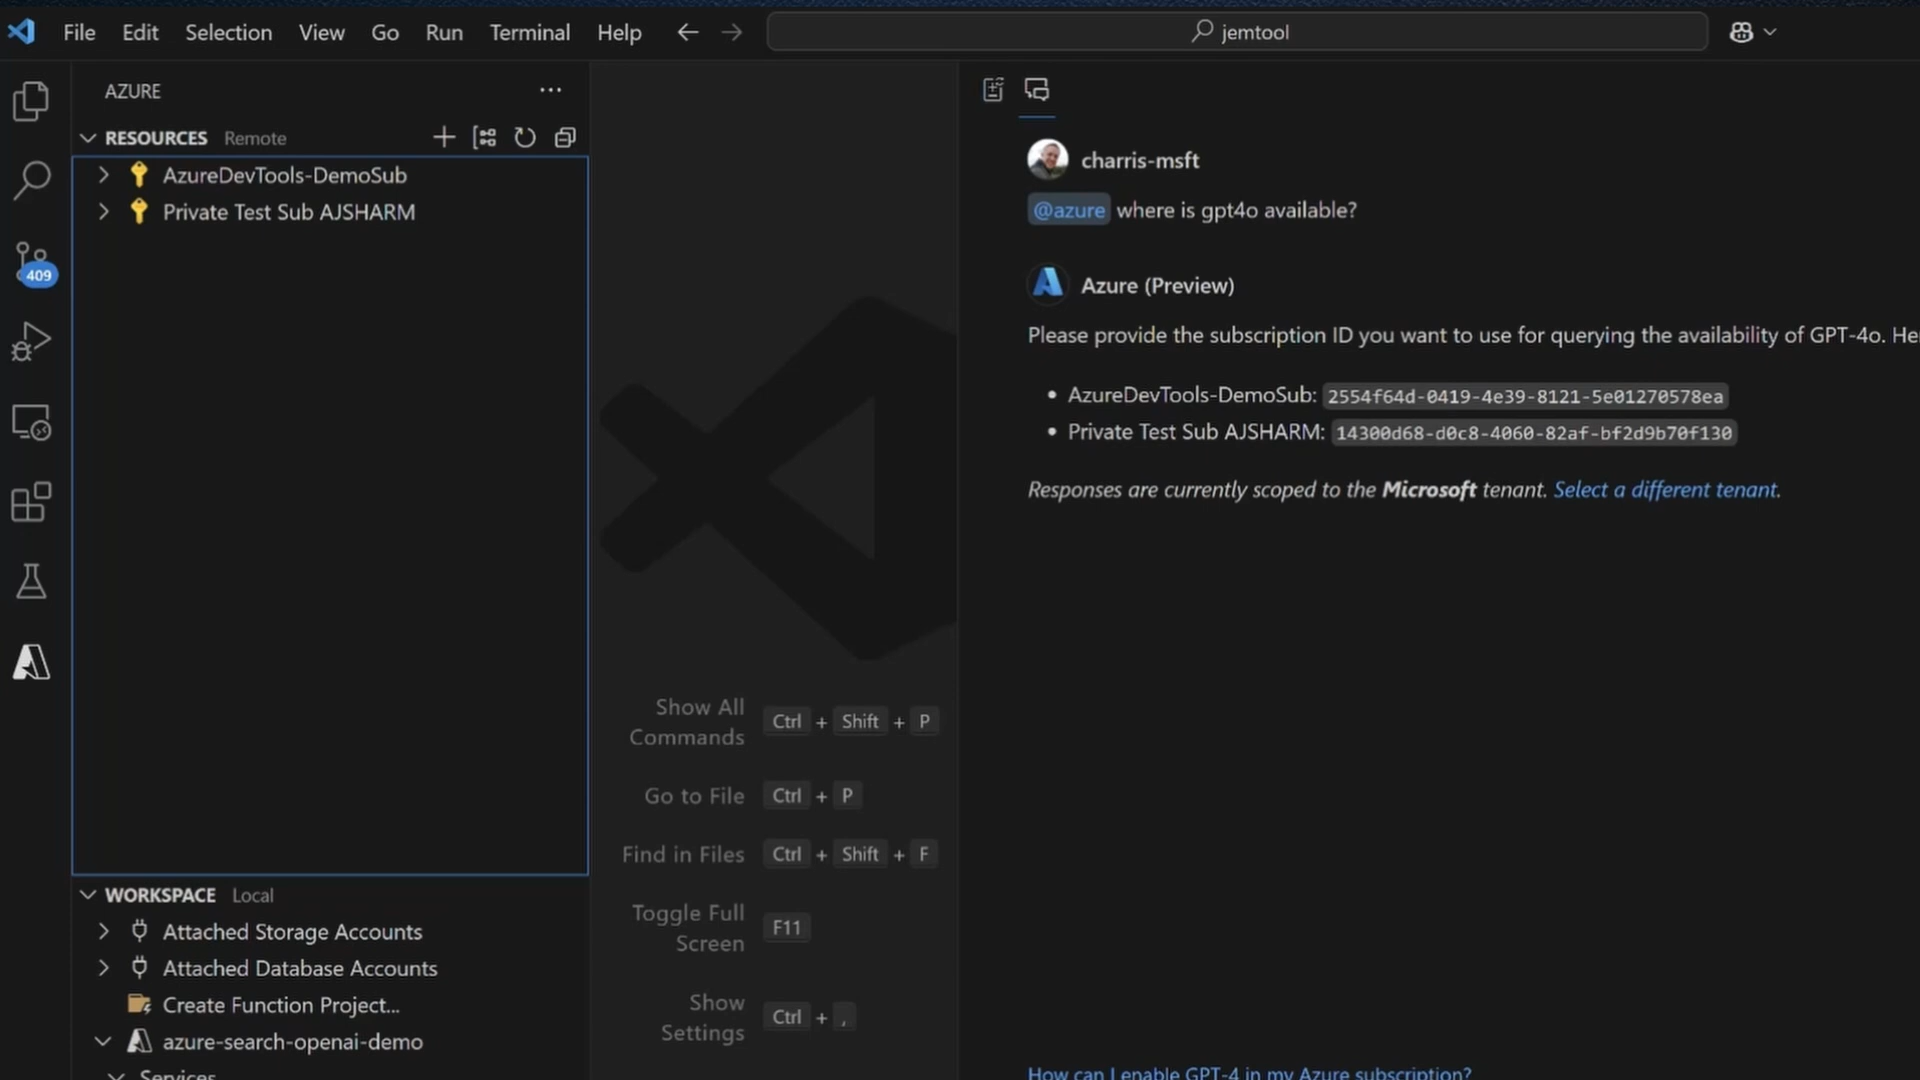 File Edit Selection View Go Run Terminal Help
jemtool
AZURE
RESOURCES Remote
AzureDevTools-DemoSub
Private Test Sub AJSHARM
409
WORKSPACE Local
Attached Storage Accounts
Attached Database Accounts
Create Function Project...
azure-search-openai-demo
Services
Show All
Commands
Ctrl + Shift + P
Go to File
Ctrl + P
Find in Files
Ctrl + Shift + F
Toggle Full
Screen
F11
Show
Settings
Ctrl + ,
charris-msft
@azure where is gpt4o available?
Azure (Preview)
Please provide the subscription ID you want to use for querying the availability of GPT-4o.
AzureDevTools-DemoSub: 2554f64d-0419-4e39-8121-5e01270578ea
Private Test Sub AJSHARM: 14300d68-d0c8-4060-82af-bf2d9b70f130
Responses are currently scoped to the Microsoft tenant. Select a different tenant.
How can I enable GPT-4 in my Azure subscription?